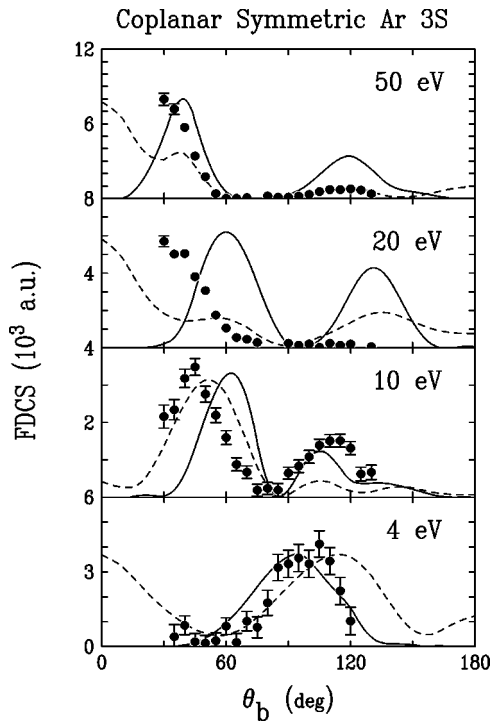 Coplanar Symmetric Ar 3S
12
50 eV
6
8
20 eV
4
4
10 eV
2
6
4 eV
3
0
0 60 120 180
θb (deg)
FDCS (10³ a.u.)